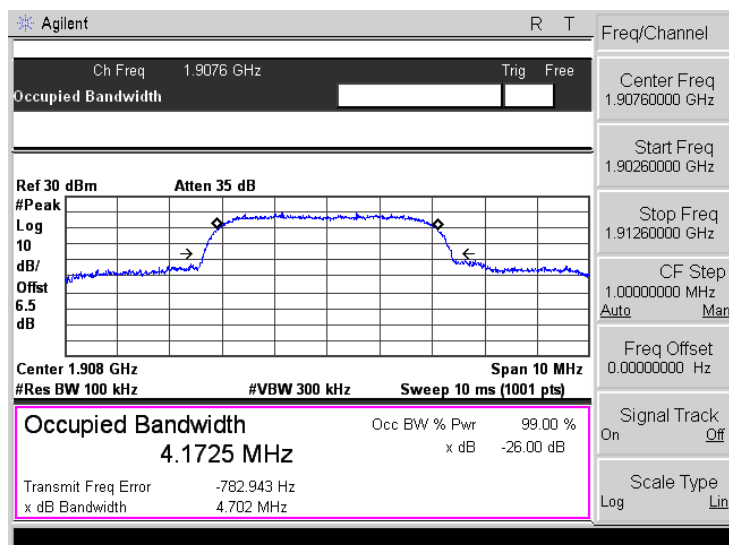 Agilent
R T
Ch Freq 1.9076 GHz Trig Free
Occupied Bandwidth
Ref 30 dBm Atten 35 dB
#Peak
Log
10
dB/
Offst
6.5
dB
Center 1.908 GHz Span 10 MHz
#Res BW 100 kHz #VBW 300 kHz Sweep 10 ms (1001 pts)
Occupied Bandwidth
4.1725 MHz
Occ BW % Pwr 99.00 %
x dB -26.00 dB
Transmit Freq Error -782.943 Hz
x dB Bandwidth 4.702 MHz
Freq/Channel
Center Freq
1.90760000 GHz
Start Freq
1.90260000 GHz
Stop Freq
1.91260000 GHz
CF Step
1.00000000 MHz
Auto Man
Freq Offset
0.00000000 Hz
Signal Track
On Off
Scale Type
Log Lin